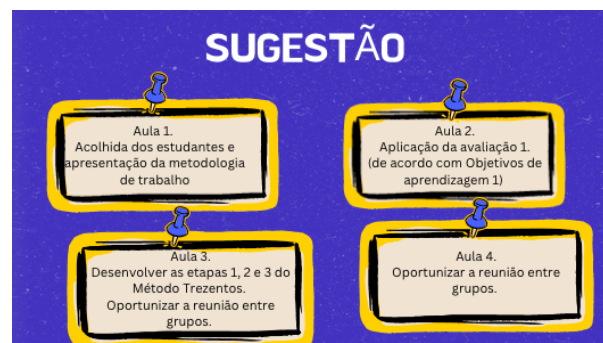 SUGESTÃO
Aula 1.
Acolhida dos estudantes e
apresentação da metodologia
de trabalho
Aula 2.
Aplicação da avaliação 1.
(de acordo com Objetivos de
aprendizagem 1)
Aula 3.
Desenvolver as etapas 1, 2 e 3 do
Método Trezentos.
Oportunizar a reunião entre
grupos.
Aula 4.
Oportunizar a reunião entre
grupos.